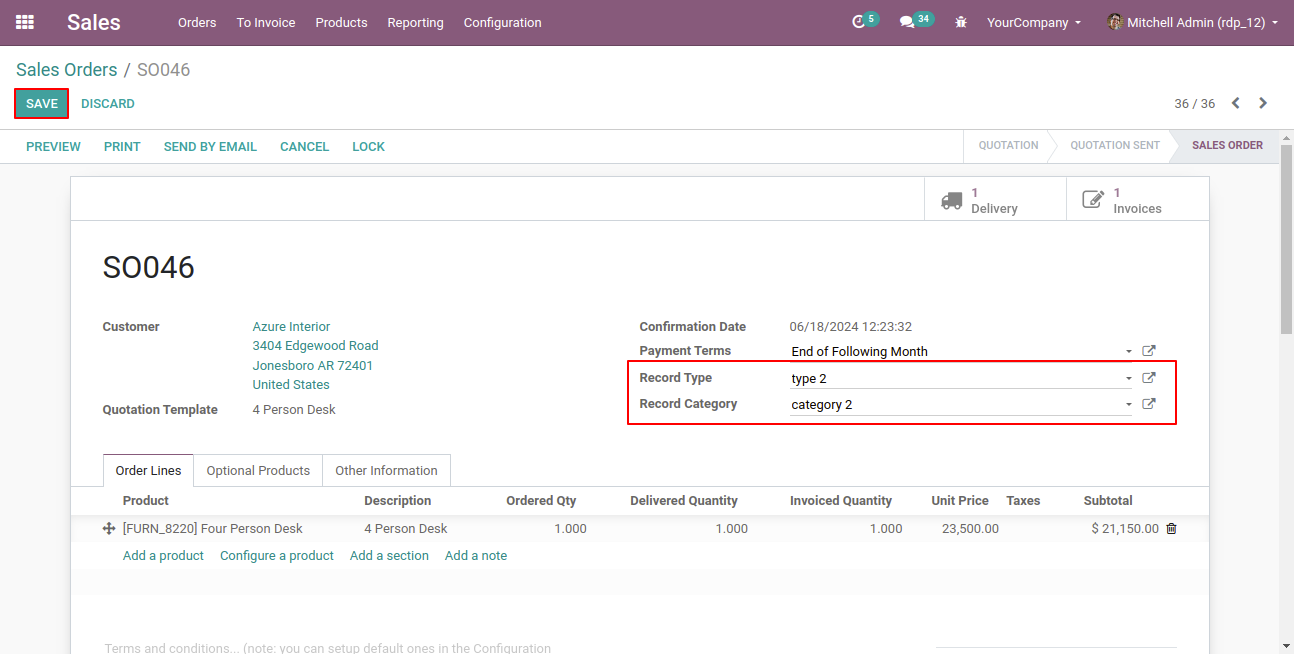 Sales Orders To Invoice Products Reporting Configuration 5 34 YourCompany Mitchell Admin (rdp_12)
Sales Orders / SO046
SAVE DISCARD 36 / 36
PREVIEW PRINT SEND BY EMAIL CANCEL LOCK QUOTATION QUOTATION SENT SALES ORDER
1 Delivery
1 Invoices
SO046
Customer Azure Interior
3404 Edgewood Road
Jonesboro AR 72401
United States
Quotation Template 4 Person Desk
Confirmation Date 06/18/2024 12:23:32
Payment Terms End of Following Month
Record Type type 2
Record Category category 2
Order Lines Optional Products Other Information
Product Description Ordered Qty Delivered Quantity Invoiced Quantity Unit Price Taxes Subtotal
[FURN_8220] Four Person Desk 4 Person Desk 1.000 1.000 1.000 23,500.00 $ 21,150.00
Add a product Configure a product Add a section Add a note
Terms and conditions... (note: you can setup default ones in the Configuration